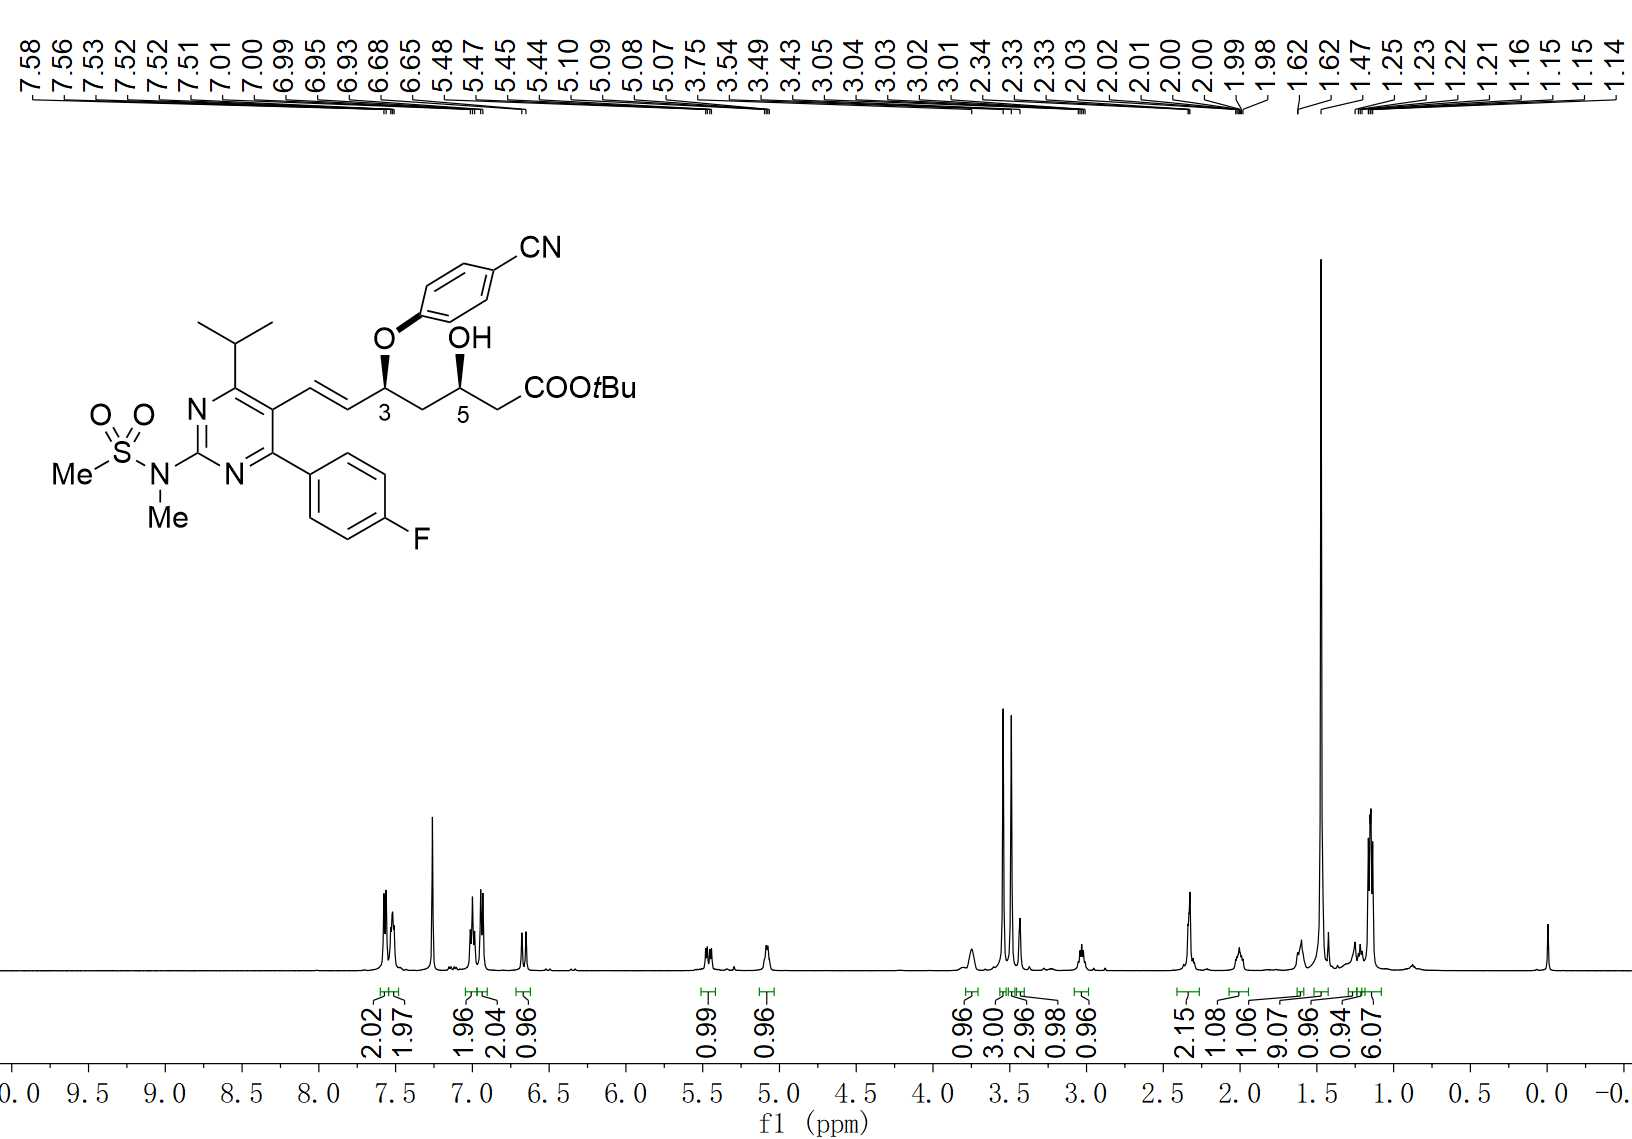 7.58 7.56 7.53 7.52 7.52 7.51 7.01 7.00 6.99 6.95 6.93 6.68 6.65 5.48 5.47 5.45 5.44 5.10 5.09 5.08 5.07 3.75 3.54 3.49 3.43 3.05 3.04 3.03 3.02 3.01 2.34 2.33 2.33 2.03 2.02 2.01 2.00 2.00 1.99 1.98 1.62 1.62 1.47 1.25 1.23 1.22 1.21 1.16 1.15 1.15 1.14
CN
O OH
COOtBu
N 3 5
O O
S
Me N N
Me
F
2.02 1.97 1.96 2.04 0.96 0.99 0.96 0.96 3.00 2.96 0.98 0.96 2.15 1.08 1.06 9.07 0.96 0.94 6.07
0.0 9.5 9.0 8.5 8.0 7.5 7.0 6.5 6.0 5.5 5.0 4.5 4.0 3.5 3.0 2.5 2.0 1.5 1.0 0.5 0.0 -0.
f1 (ppm)